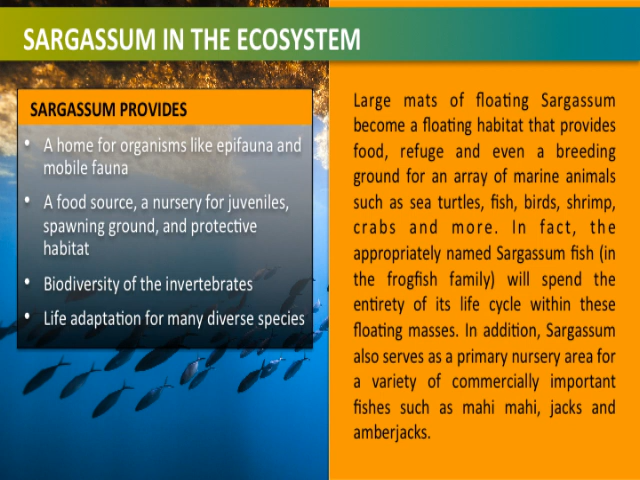 SARGASSUM IN THE ECOSYSTEM
SARGASSUM PROVIDES
• A home for organisms like epifauna and
mobile fauna
• A food source, a nursery for juveniles,
spawning ground, and protective
habitat
• Biodiversity of the invertebrates
• Life adaptation for many diverse species
Large mats of floating Sargassum
become a floating habitat that provides
food, refuge and even a breeding
ground for an array of marine animals
such as sea turtles, fish, birds, shrimp,
crabs and more. In fact, the
appropriately named Sargassum fish (in
the frogfish family) will spend the
entirety of its life cycle within these
floating masses. In addition, Sargassum
also serves as a primary nursery area for
a variety of commercially important
fishes such as mahi mahi, jacks and
amberjacks.